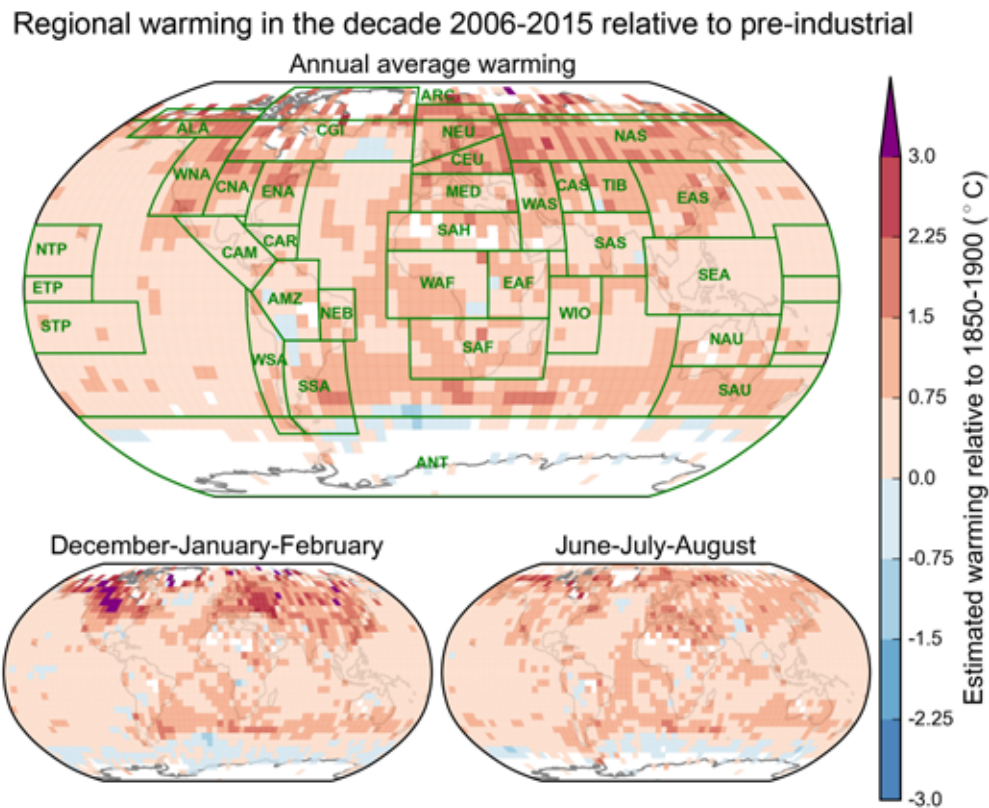 Regional warming in the decade 2006-2015 relative to pre-industrial
Annual average warming
ARC
ALA
CGI
NEU
NAS
CEU
WNA
CNA
ENA
MED
WAS
CAS
TIB
EAS
SAH
NTP
CAR
CAM
SAS
SEA
ETP
AMZ
NEB
WAF
EAF
WIO
STP
NAU
WSA
SSA
SAF
SAU
ANT
3.0
2.25
1.5
0.75
0.0
-0.75
-1.5
-2.25
-3.0
Estimated warming relative to 1850-1900 (°C)
December-January-February
June-July-August